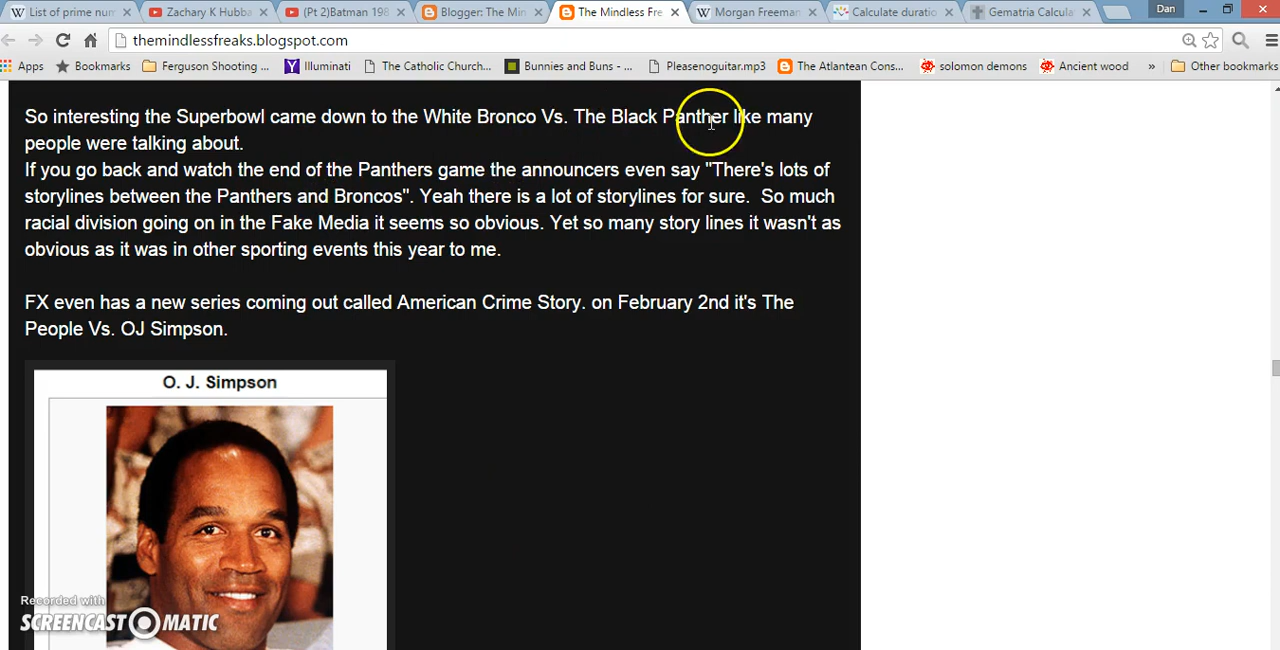 List of prime num
Zachary K Hubba
(Pt 2)Batman 198
Blogger: The Min
The Mindless Fre
Morgan Freeman
Calculate duratio
Gematria Calcula
Dan
themindlessfreaks.blogspot.com
Apps
Bookmarks
Ferguson Shooting ...
Illuminati
The Catholic Church...
Bunnies and Buns - ...
Pleasenoguitar.mp3
The Atlantean Cons...
solomon demons
Ancient wood
»
Other bookmarks
So interesting the Superbowl came down to the White Bronco Vs. The Black Panther like many
people were talking about.
If you go back and watch the end of the Panthers game the announcers even say "There's lots of
storylines between the Panthers and Broncos". Yeah there is a lot of storylines for sure.  So much
racial division going on in the Fake Media it seems so obvious. Yet so many story lines it wasn't as
obvious as it was in other sporting events this year to me.
FX even has a new series coming out called American Crime Story. on February 2nd it's The
People Vs. OJ Simpson.
O. J. Simpson
Recorded with
SCREENCAST MATIC